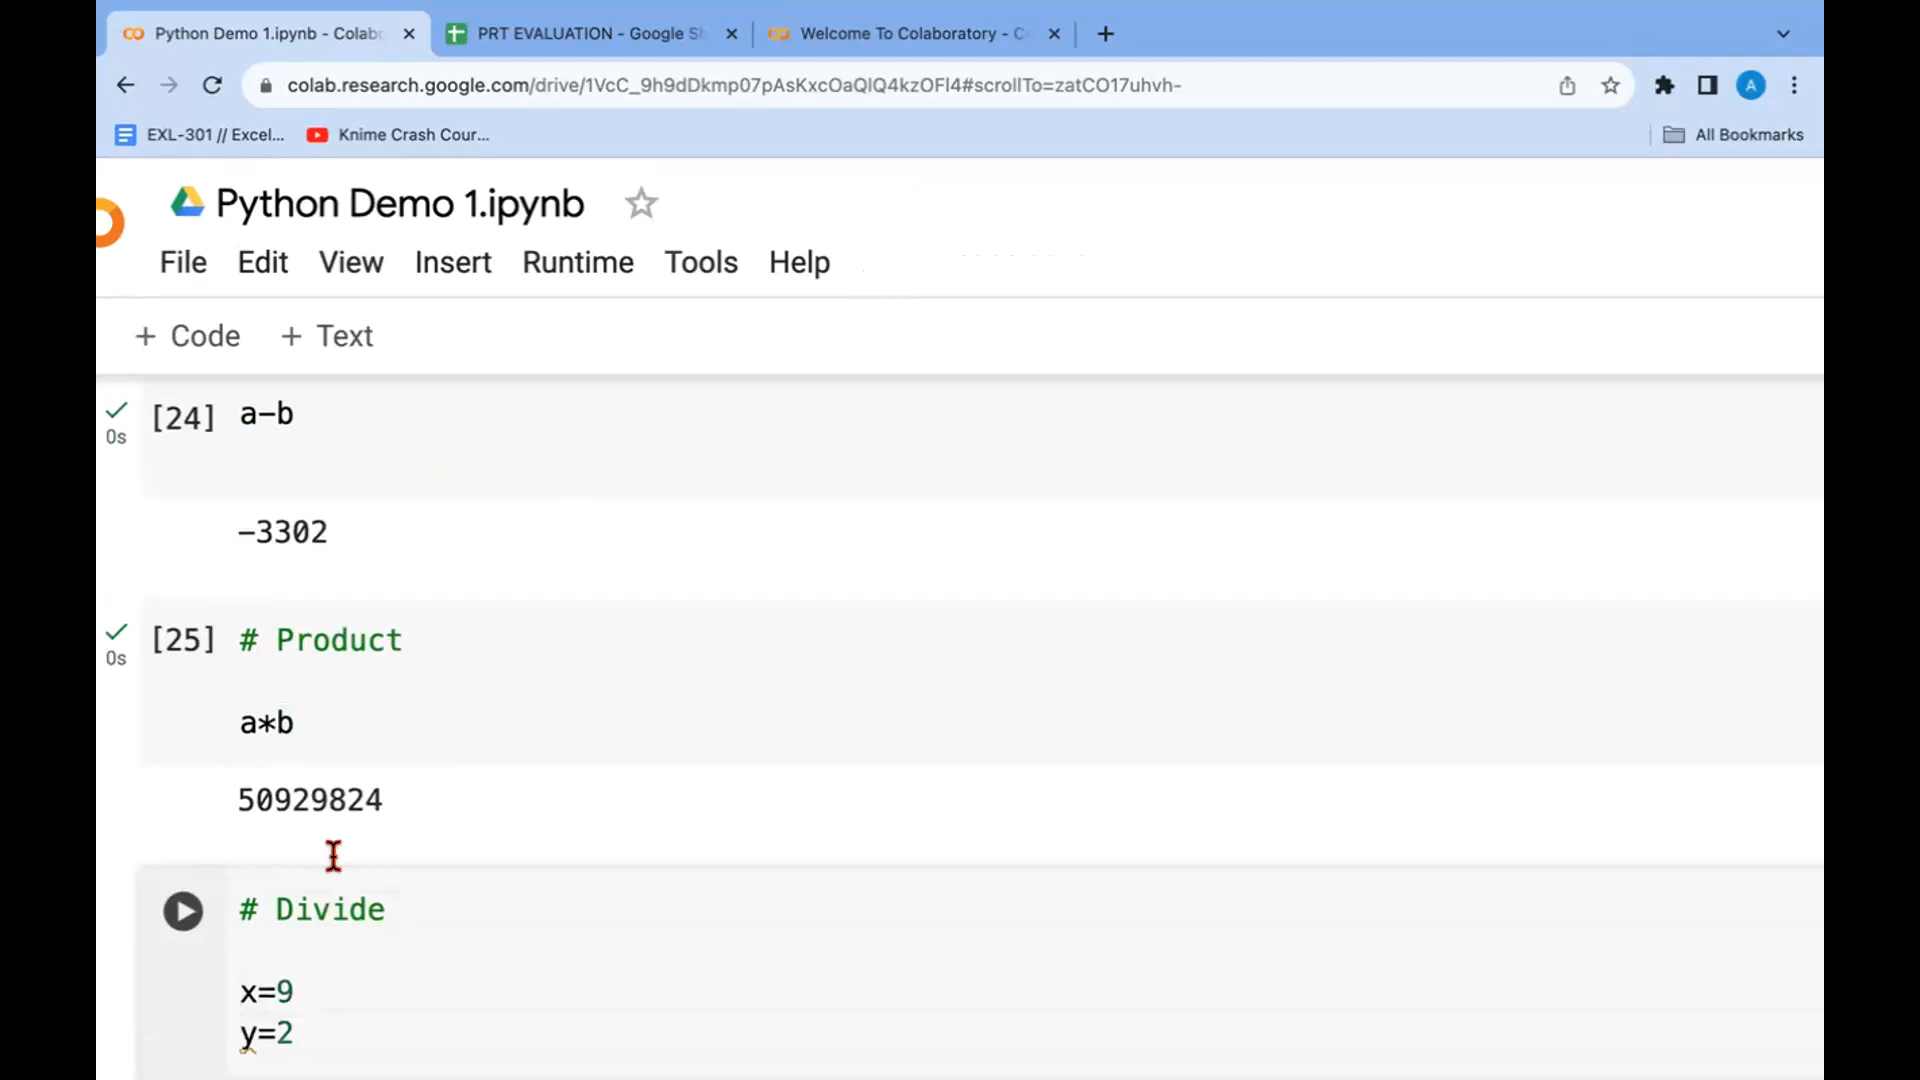 Python Demo 1.ipynb - Colab
PRT EVALUATION - Google Sh
Welcome To Colaboratory - C
colab.research.google.com/drive/1VcC_9h9dDkmp07pAsKxcOaQlQ4kzOFl4#scrollTo=zatCO17uhvh-
A
EXL-301 // Excel...
Knime Crash Cour...
All Bookmarks
Python Demo 1.ipynb
File Edit View Insert Runtime Tools Help
+ Code + Text
[24] a-b
0s
-3302
[25] # Product
0s
a*b
50929824
# Divide
x=9
y=2